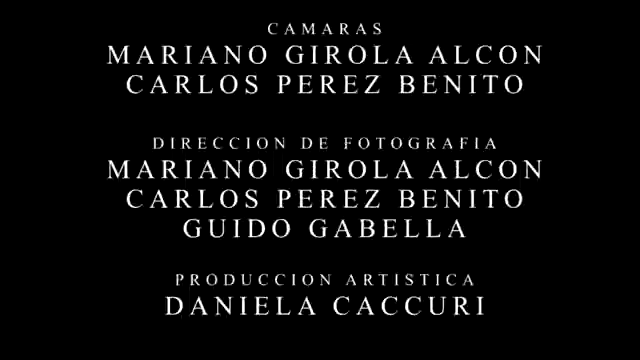 CAMARAS
MARIANO GIROLA ALCON
CARLOS PEREZ BENITO
DIRECCION DE FOTOGRAFIA
MARIANO GIROLA ALCON
CARLOS PEREZ BENITO
GUIDO GABELLA
PRODUCCION ARTISTICA
DANIELA CACCURI